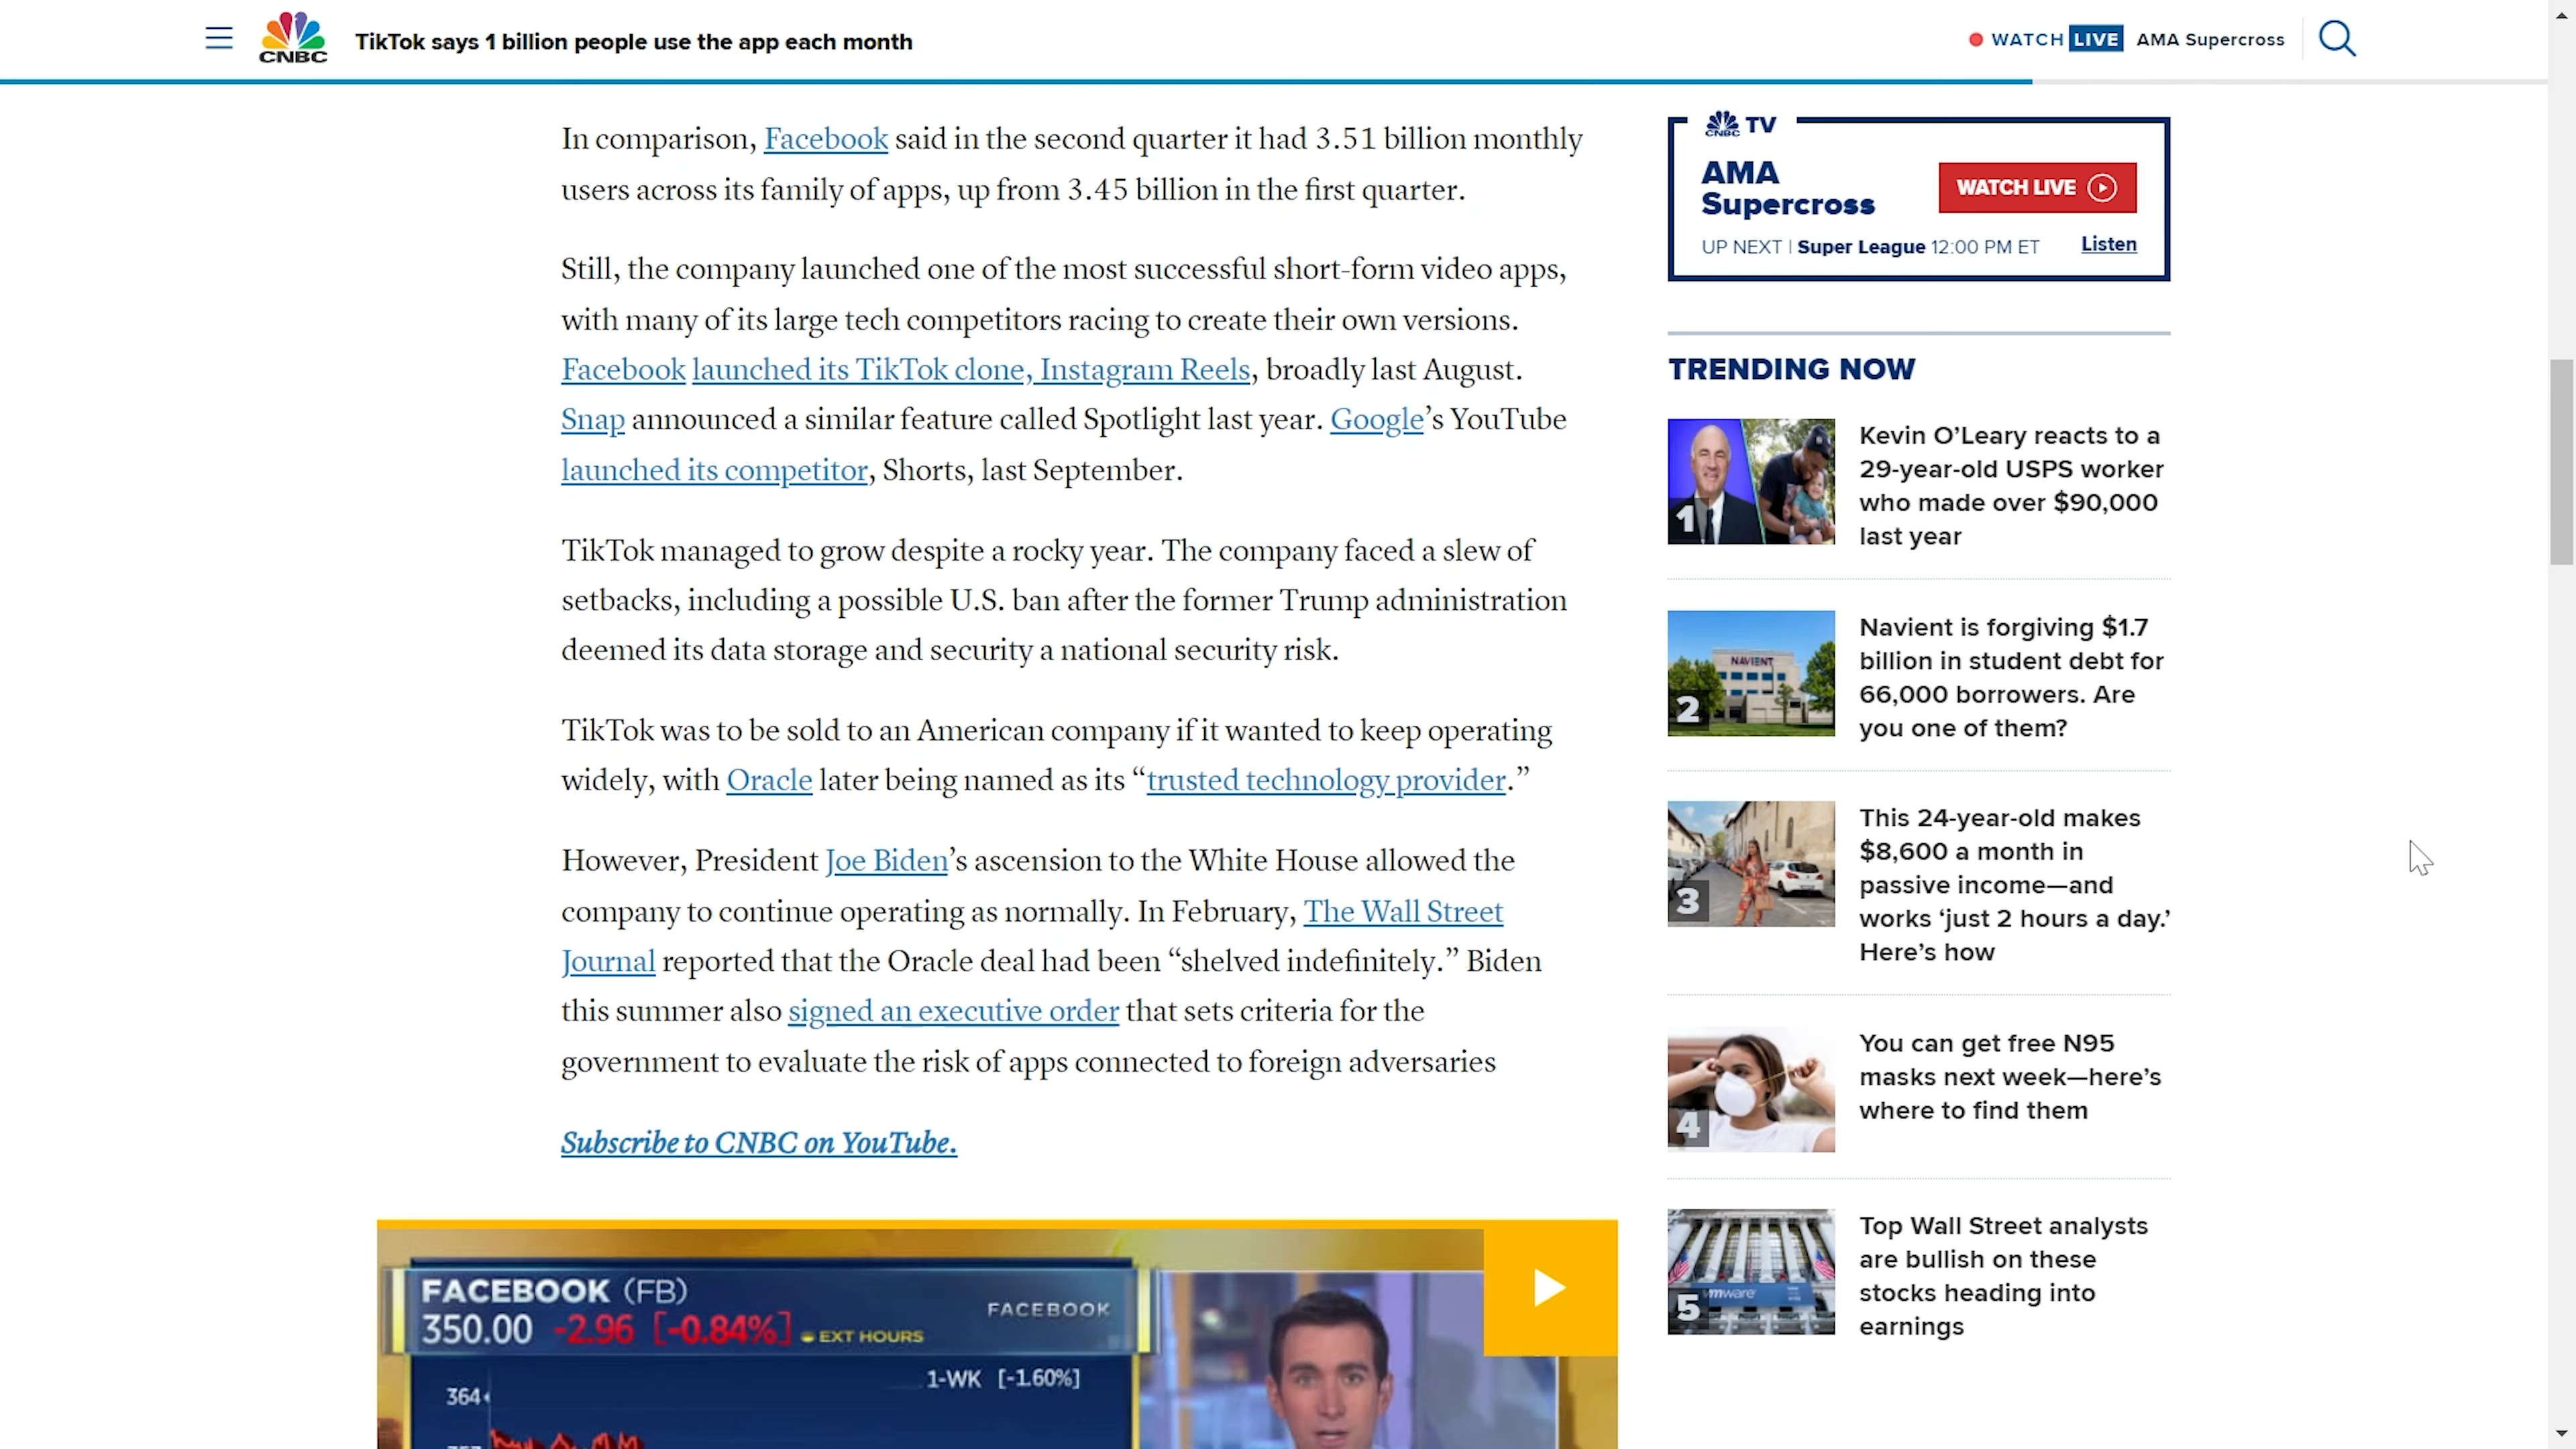 CNBC
TikTok says 1 billion people use the app each month
WATCH LIVE AMA Supercross
In comparison, Facebook said in the second quarter it had 3.51 billion monthly
users across its family of apps, up from 3.45 billion in the first quarter.
Still, the company launched one of the most successful short-form video apps,
with many of its large tech competitors racing to create their own versions.
Facebook launched its TikTok clone, Instagram Reels, broadly last August.
Snap announced a similar feature called Spotlight last year. Google’s YouTube
launched its competitor, Shorts, last September.
TikTok managed to grow despite a rocky year. The company faced a slew of
setbacks, including a possible U.S. ban after the former Trump administration
deemed its data storage and security a national security risk.
TikTok was to be sold to an American company if it wanted to keep operating
widely, with Oracle later being named as its “trusted technology provider.”
However, President Joe Biden’s ascension to the White House allowed the
company to continue operating as normally. In February, The Wall Street
Journal reported that the Oracle deal had been “shelved indefinitely.” Biden
this summer also signed an executive order that sets criteria for the
government to evaluate the risk of apps connected to foreign adversaries
Subscribe to CNBC on YouTube.
FACEBOOK (FB)
350.00 -2.96 [-0.84%] EXT HOURS
FACEBOOK
1-WK [-1.60%]
364
CNBC TV
AMA
Supercross
WATCH LIVE
UP NEXT | Super League 12:00 PM ET
Listen
TRENDING NOW
1
Kevin O’Leary reacts to a
29-year-old USPS worker
who made over $90,000
last year
NAVIENT
2
Navient is forgiving $1.7
billion in student debt for
66,000 borrowers. Are
you one of them?
3
This 24-year-old makes
$8,600 a month in
passive income—and
works ‘just 2 hours a day.’
Here’s how
4
You can get free N95
masks next week—here’s
where to find them
vmware
5
Top Wall Street analysts
are bullish on these
stocks heading into
earnings